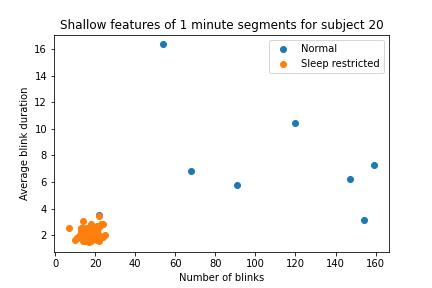 Shallow features of 1 minute segments for subject 20
Normal
Sleep restricted
Average blink duration
16
14
12
10
8
6
4
2
0 20 40 60 80 100 120 140 160
Number of blinks